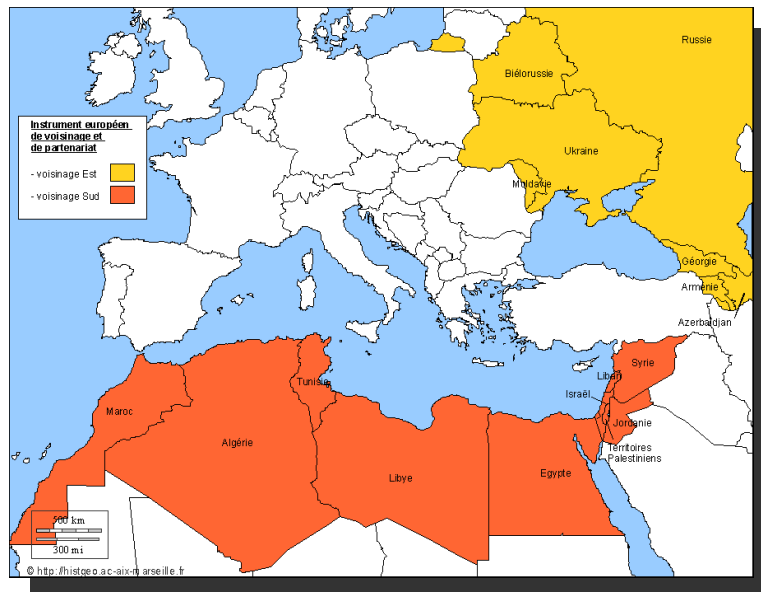 Russie
Biélorussie
Instrument européen
de voisinage et
de partenariat
- voisinage Est
- voisinage Sud
Ukraine
Moldavie
Géorgie
Arménie
Azerbaïdjan
Syrie
Liban
Israël
Jordanie
Territoires
Palestiniens
Tunisie
Maroc
Algérie
Libye
Egypte
500 km
300 mi
© http://histgeo.ac-aix-marseille.fr